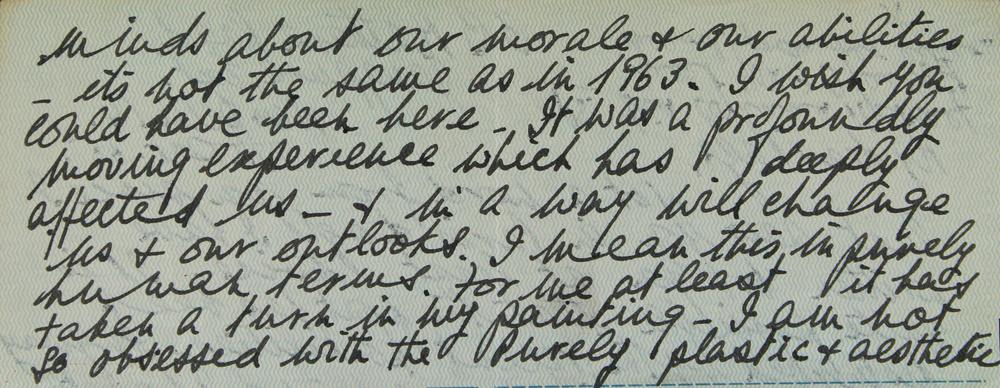 minds about our morale & our abilities
– its not the same as in 1963. I wish you
could have been here – It was a profoundly
moving experience which has deeply
affected us – & in a way will change
us & our outlooks. I mean this in purely
human terms. For me at least it has
taken a turn in my painting – I am not
so obsessed with the purely plastic & aesthetic